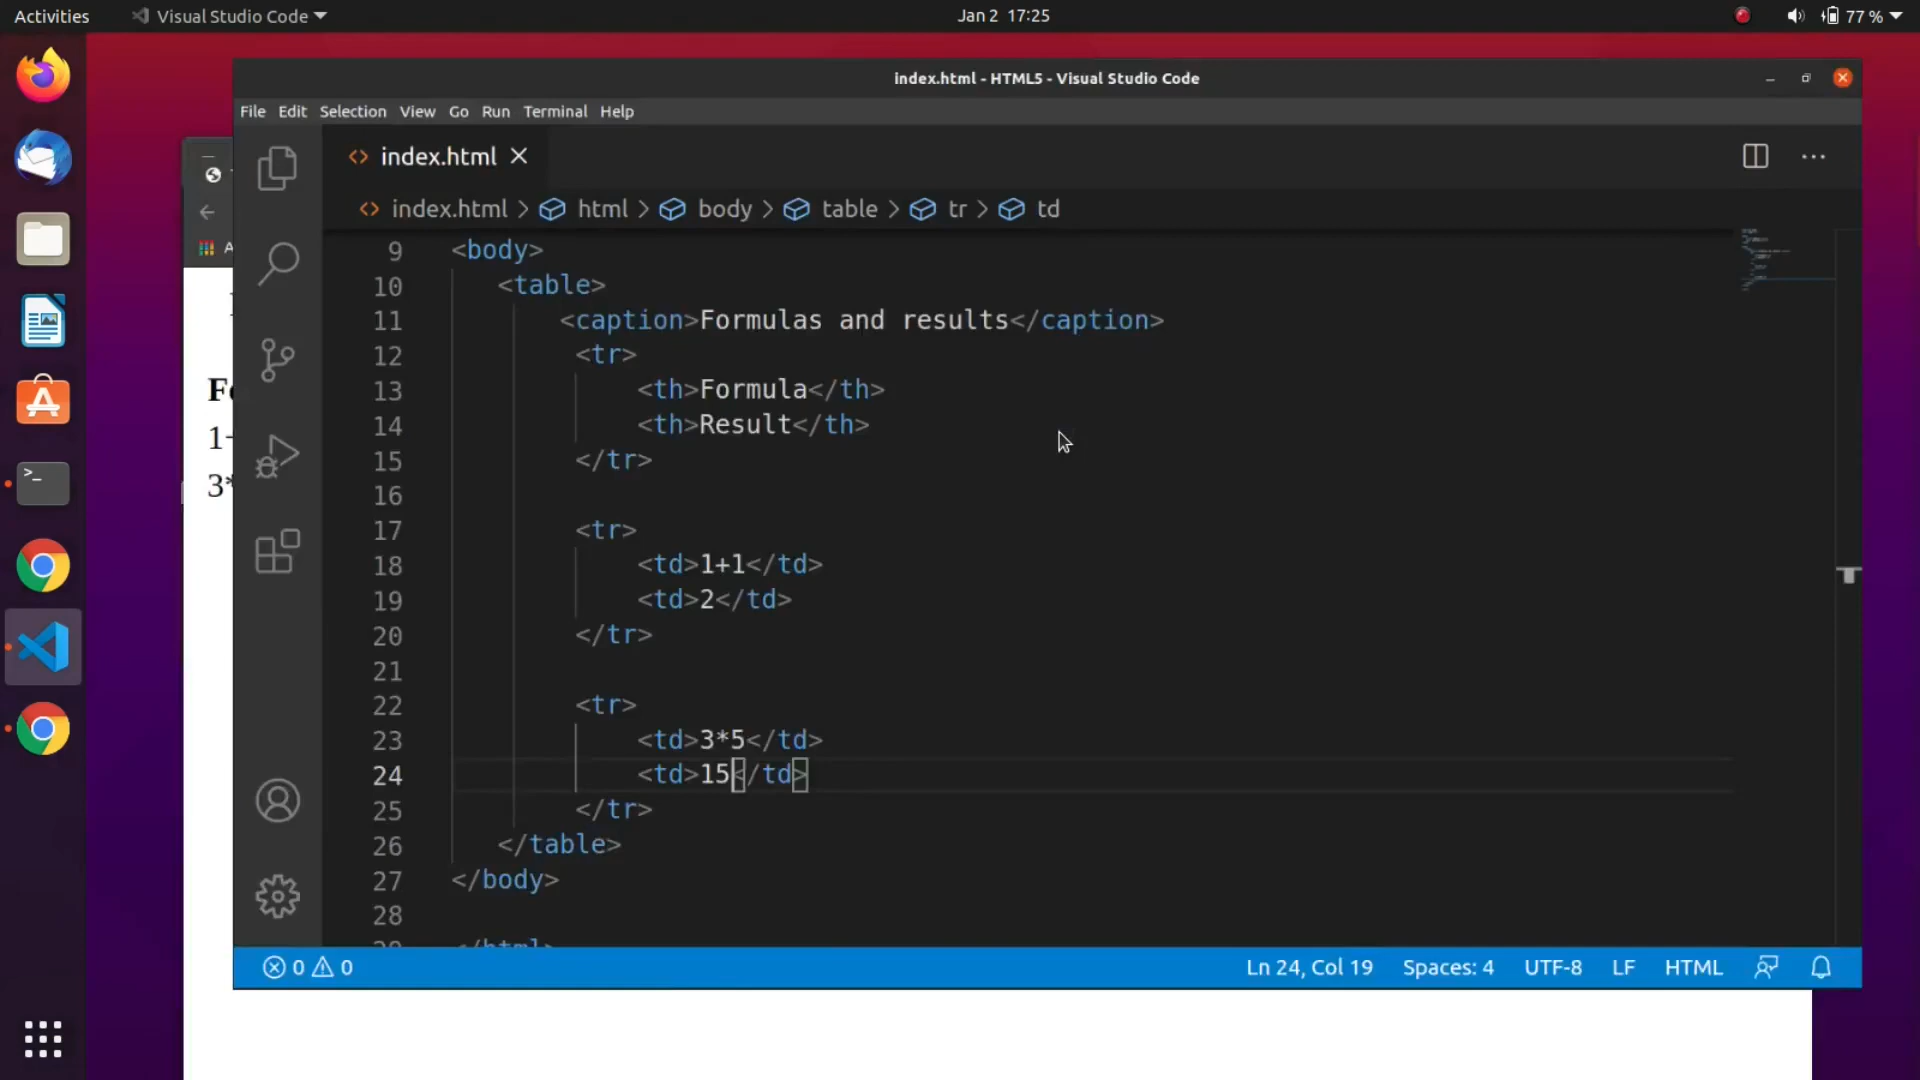 Activities
Visual Studio Code
Jan 2 17:25
77 %
index.html - HTML5 - Visual Studio Code
File Edit Selection View Go Run Terminal Help
index.html
index.html > html > body > table > tr > td
9 <body>
10 <table>
11 <caption>Formulas and results</caption>
12 <tr>
13 <th>Formula</th>
14 <th>Result</th>
15 </tr>
16
17 <tr>
18 <td>1+1</td>
19 <td>2</td>
20 </tr>
21
22 <tr>
23 <td>3*5</td>
24 <td>15</td>
25 </tr>
26 </table>
27 </body>
28
0 0
Ln 24, Col 19 Spaces: 4 UTF-8 LF HTML
3*